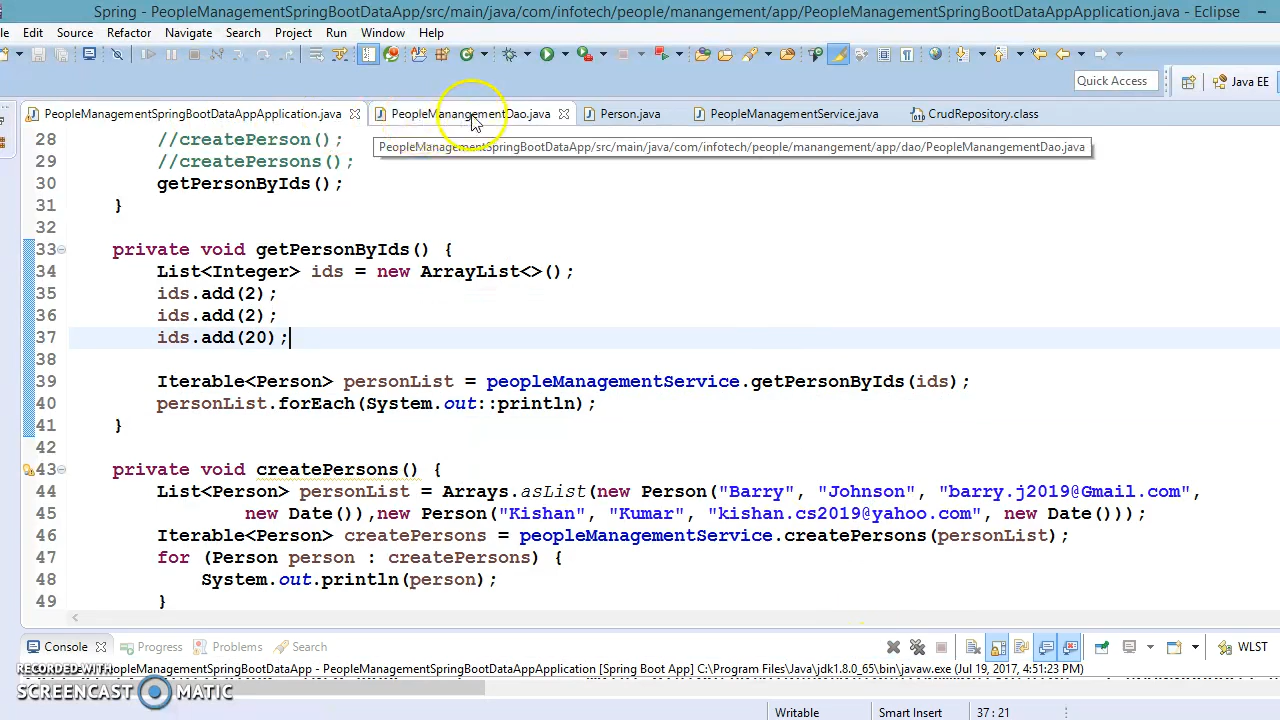 Spring - PeopleManagementSpringBootDataApp/src/main/java/com/infotech/people/manangement/app/PeopleManagementSpringBootDataAppApplication.java - Eclipse
le Edit Source Refactor Navigate Search Project Run Window Help
Quick Access Java EE
PeopleManagementSpringBootDataAppApplication.java PeopleManangementDao.java Person.java PeopleManagementService.java CrudRepository.class
28 //createPerson();
PeopleManagementSpringBootDataApp/src/main/java/com/infotech/people/manangement/app/dao/PeopleManangementDao.java
29 //createPersons();
30 getPersonByIds();
31 }
32
33 private void getPersonByIds() {
34 List<Integer> ids = new ArrayList<>();
35 ids.add(2);
36 ids.add(2);
37 ids.add(20);
38
39 Iterable<Person> personList = peopleManagementService.getPersonByIds(ids);
40 personList.forEach(System.out::println);
41 }
42
43 private void createPersons() {
44 List<Person> personList = Arrays.asList(new Person("Barry", "Johnson", "barry.j2019@Gmail.com",
45 new Date()),new Person("Kishan", "Kumar", "kishan.cs2019@yahoo.com", new Date()));
46 Iterable<Person> createPersons = peopleManagementService.createPersons(personList);
47 for (Person person : createPersons) {
48 System.out.println(person);
49 }
Console Progress Problems Search WLST
PeopleManagementSpringBootDataApp - PeopleManagementSpringBootDataAppApplication [Spring Boot App] C:\Program Files\Java\jdk1.8.0_65\bin\javaw.exe (Jul 19, 2017, 4:51:23 PM)
RECORDED WITH
SCREENCAST MATIC
Writable Smart Insert 37 : 21